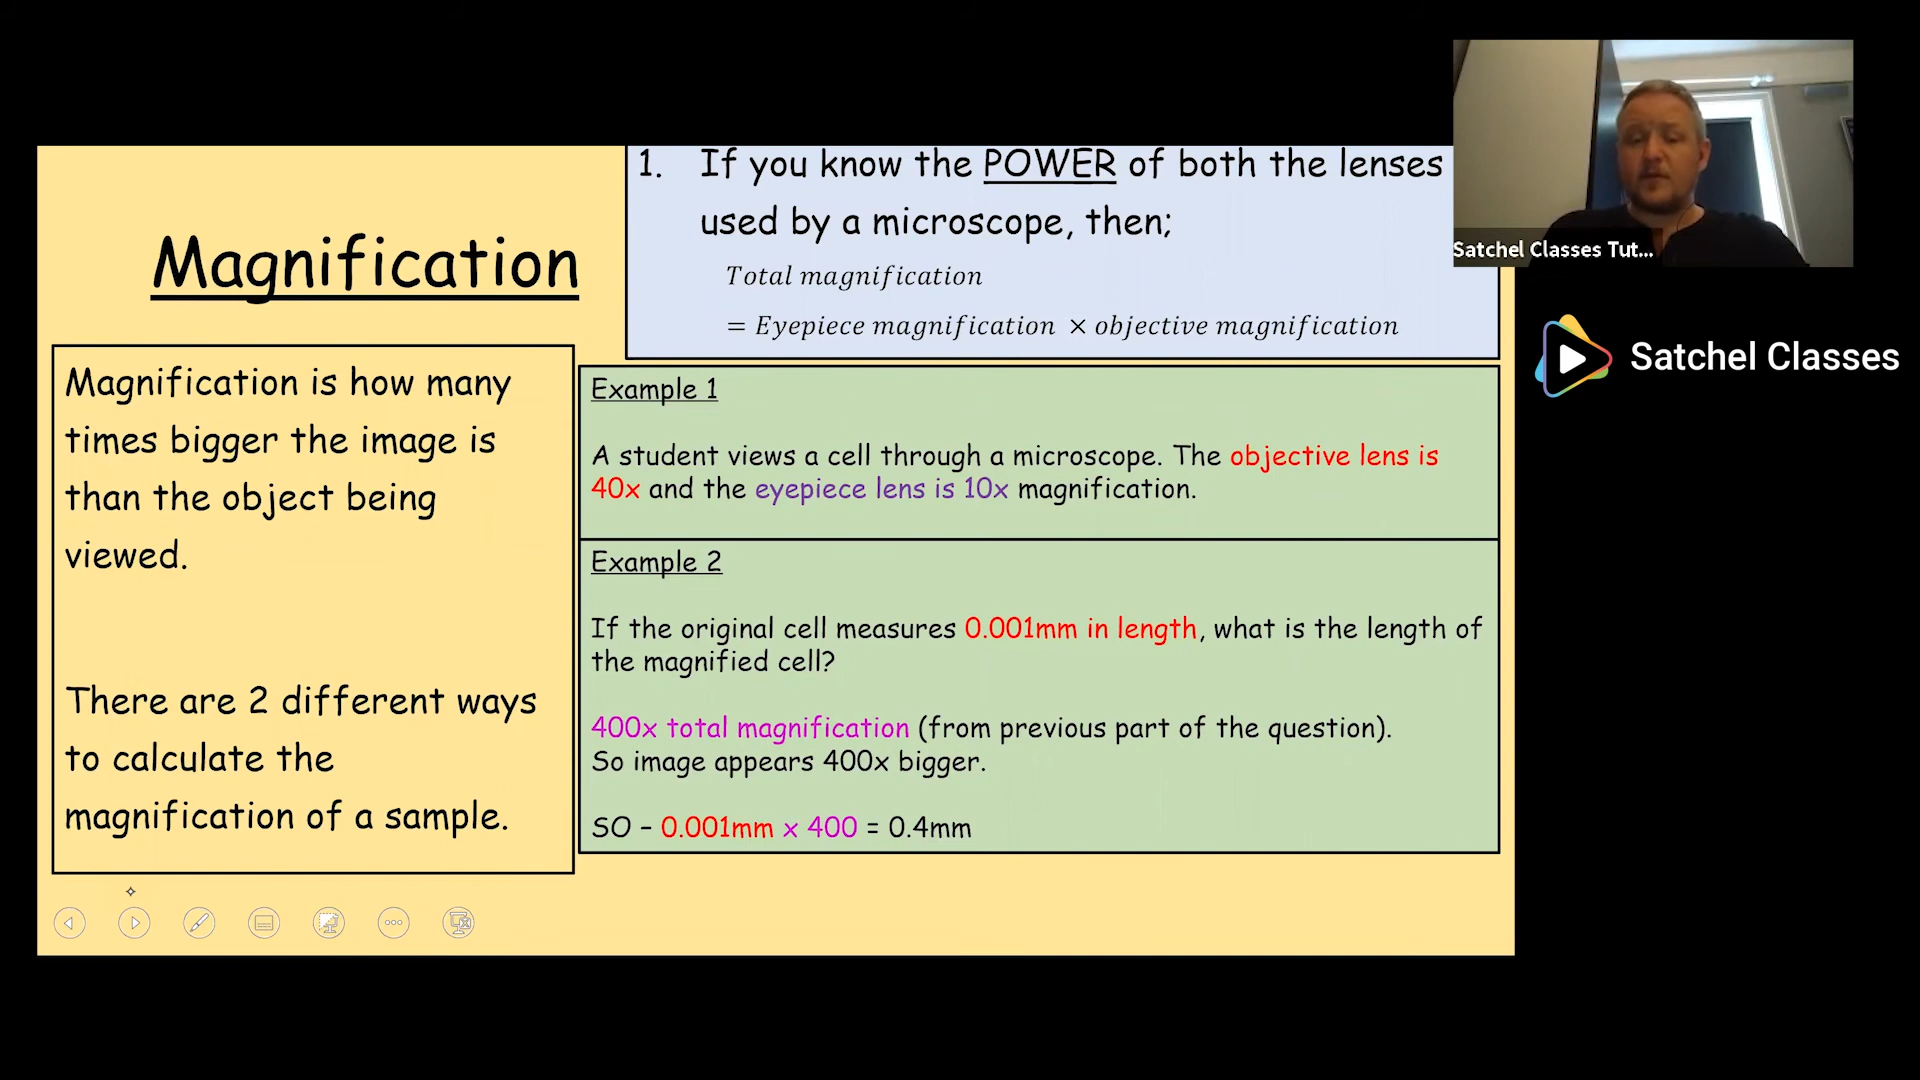 Magnification
Magnification is how many
times bigger the image is
than the object being
viewed.
There are 2 different ways
to calculate the
magnification of a sample.
1. If you know the POWER of both the lenses
used by a microscope, then;
Total magnification
= Eyepiece magnification × objective magnification
Example 1
A student views a cell through a microscope. The objective lens is
40x and the eyepiece lens is 10x magnification.
Example 2
If the original cell measures 0.001mm in length, what is the length of
the magnified cell?
400x total magnification (from previous part of the question).
So image appears 400x bigger.
SO – 0.001mm x 400 = 0.4mm
Satchel Classes Tut...
Satchel Classes